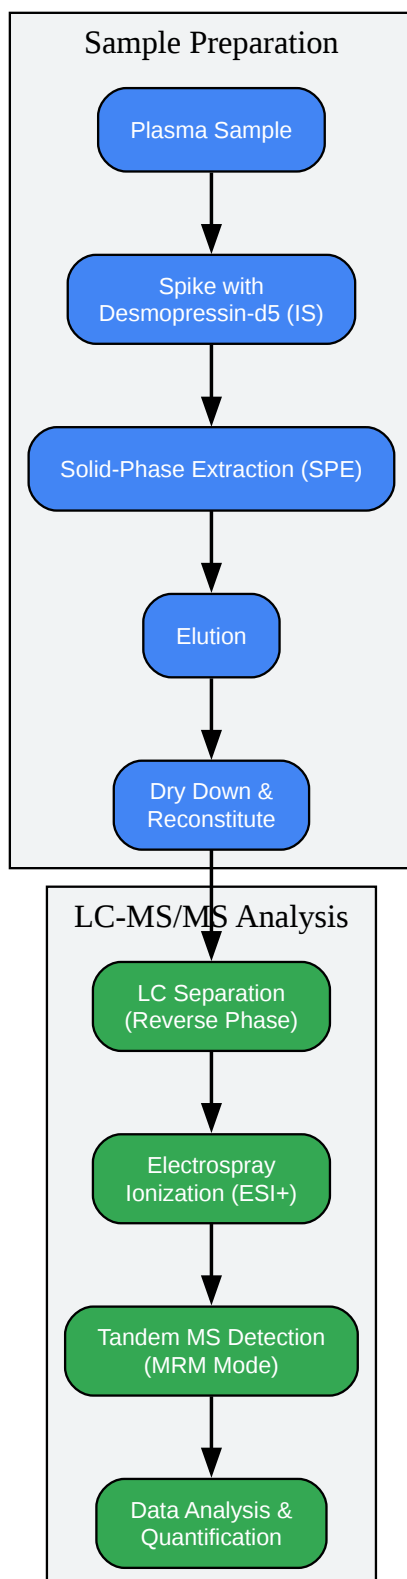 Sample Preparation
Plasma Sample
Spike with
Desmopressin-d5 (IS)
Solid-Phase Extraction (SPE)
Elution
Dry Down &
Reconstitute
LC-MS/MS Analysis
LC Separation
(Reverse Phase)
Electrospray
Ionization (ESI+)
Tandem MS Detection
(MRM Mode)
Data Analysis &
Quantification